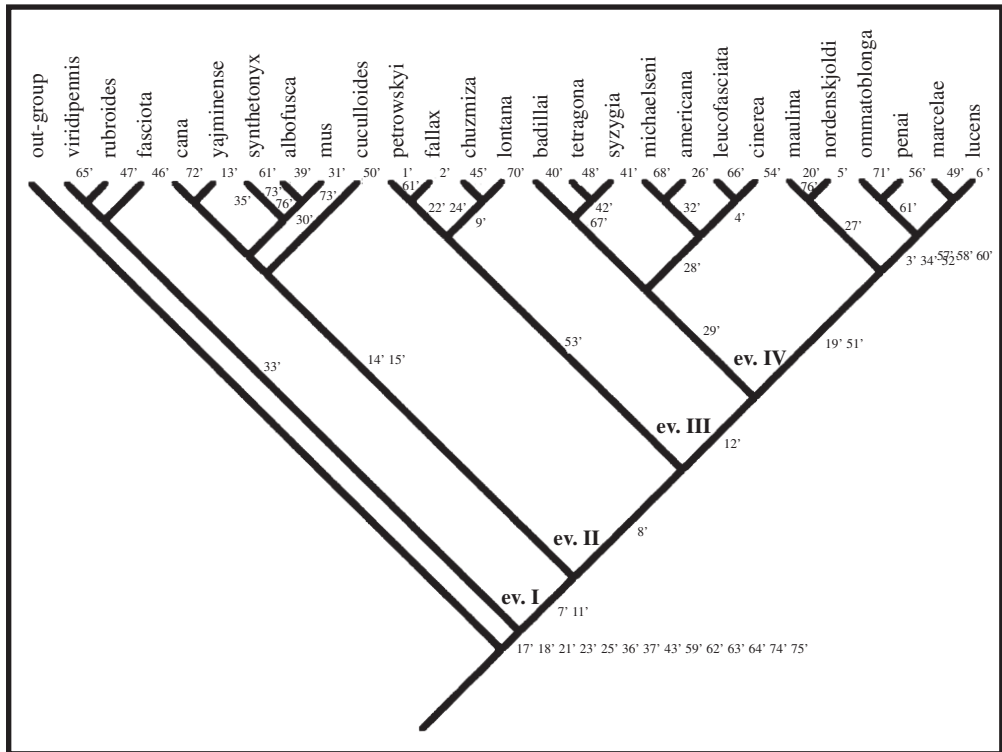 out-group
viridipennis
rubroides
fasciota
cana
yajminense
synthetonyx
albofusca
mus
cuculloides
petrowskyi
fallax
chuzmiza
lontana
badillai
tetragona
syzygia
michaelseni
americana
leucofasciata
cinerea
maulina
nordenskjoldi
ommatoblonga
penai
marcelae
lucens
65’ 47’ 46’ 72’ 13’ 61’ 39’ 31’ 50’ 1’ 2’ 45’ 70’ 40’ 48’ 41’ 68’ 26’ 66’ 54’ 20’ 5’ 71’ 56’ 49’ 6 ’
73’ 73’ 61’ 76’
35’ 76’ 22’ 24’ 42’ 32’ 61’
30’ 9’ 67’ 4’ 27’
28’ 3’ 34’ 52’ 57’ 58’ 60’
29’ 19’ 51’
53’
14’ 15’ ev. IV
33’
ev. III
12’
ev. II 8’
ev. I
7’ 11’
17’ 18’ 21’ 23’ 25’ 36’ 37’ 43’ 59’ 62’ 63’ 64’ 74’ 75’